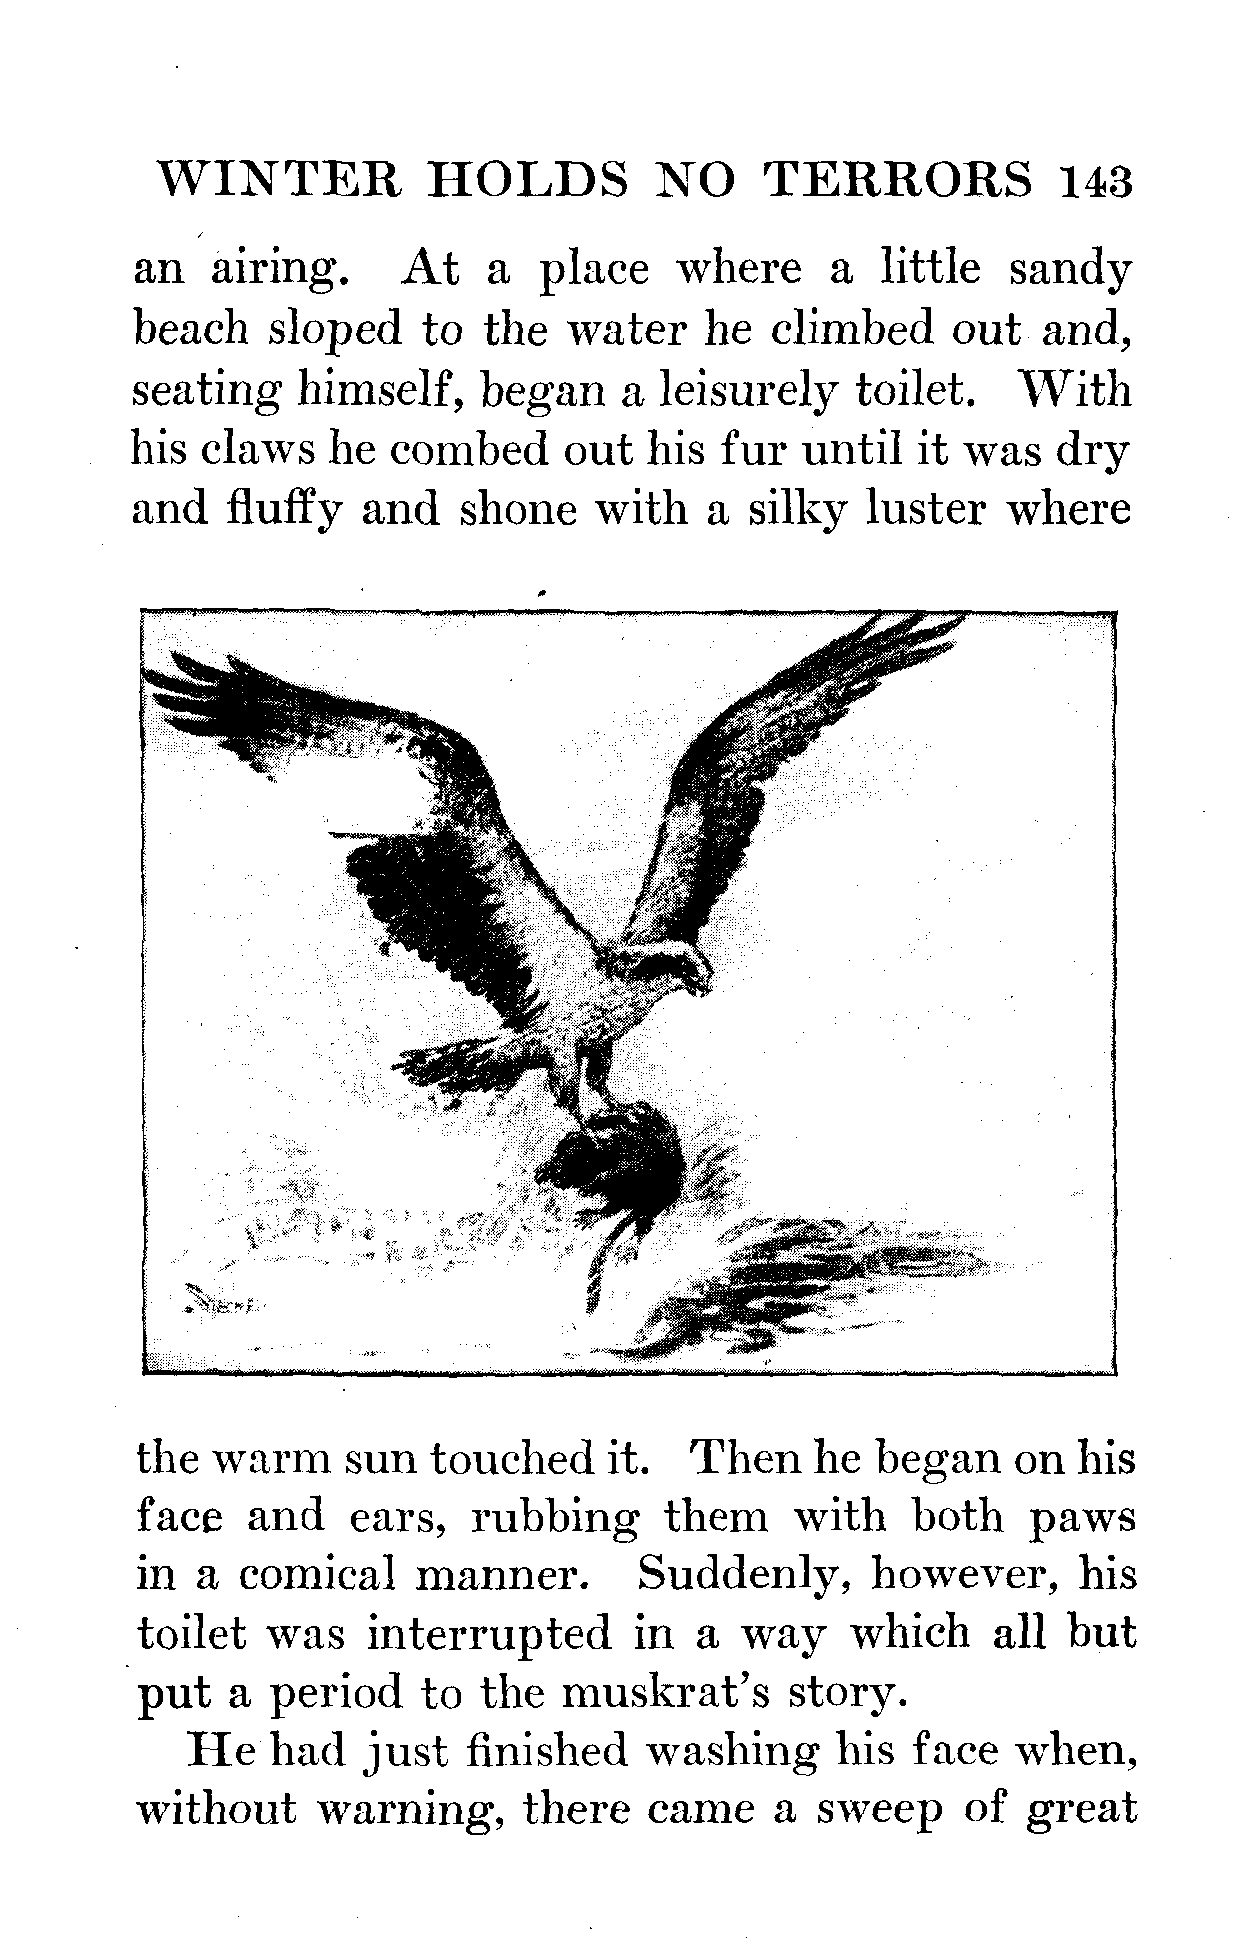 WINTER HOLDS NO TERRORS 143
an airing. At a place where a little sandy
beach sloped to the water he climbed out and,
seating himself, began a leisurely toilet. With
his claws he combed out his fur until it was dry
and fluffy and shone with a silky luster where
the warm sun touched it. Then he began on his
face and ears, rubbing them with both paws
in a comical manner. Suddenly, however, his
toilet was interrupted in a way which all but
put a period to the muskrat's story.
He had just finished washing his face when,
without warning, there came a sweep of great